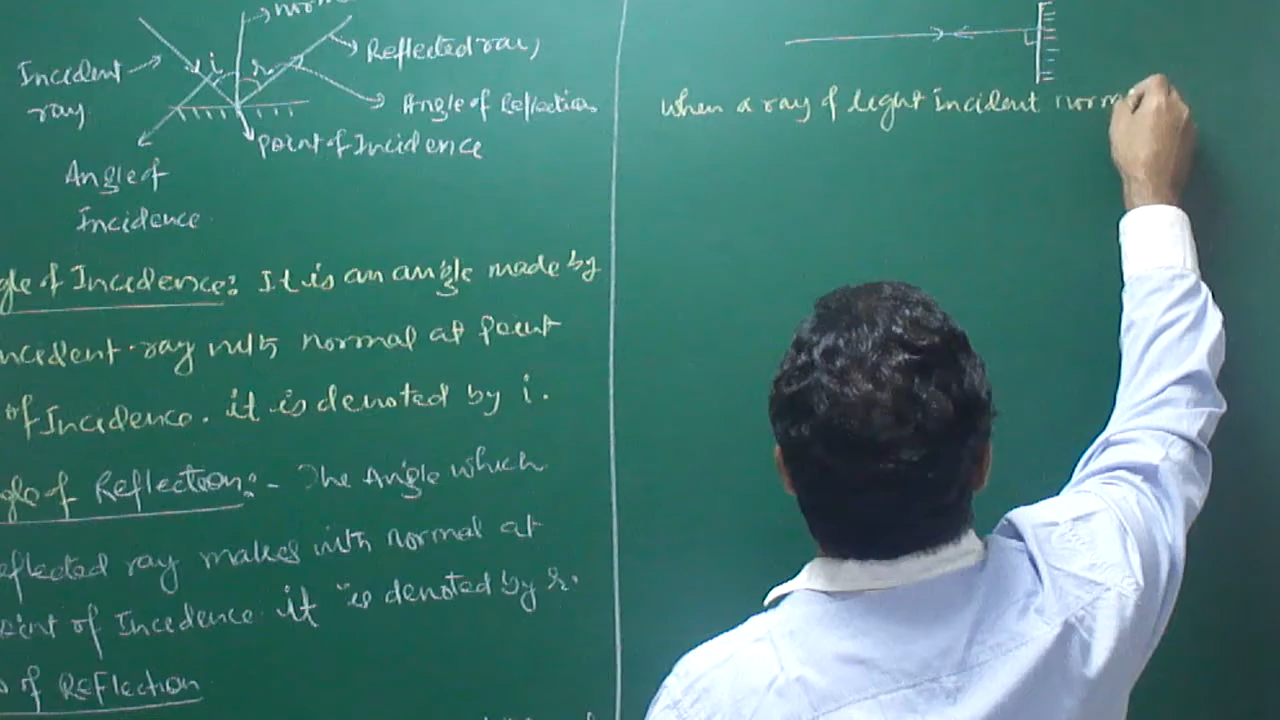 Incident
ray
i
r
Reflected ray
Angle of Reflection
point of Incidence
Angle of
Incidence
gle of Incidence: It is an angle made by
ncident ray with normal at point
of Incidence. it is denoted by i.
gle of Reflection:- The Angle which
eflected ray makes with normal at
oint of Incedence. it is denoted by r.
of Reflection
when a ray of light incident norm